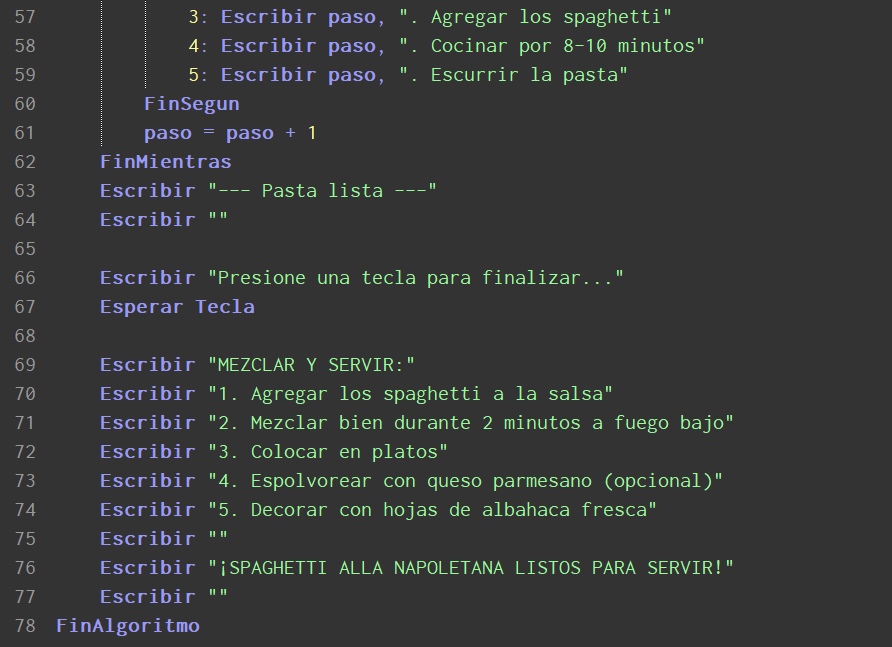 57 3: Escribir paso, ". Agregar los spaghetti"
58 4: Escribir paso, ". Cocinar por 8-10 minutos"
59 5: Escribir paso, ". Escurrir la pasta"
60 FinSegun
61 paso = paso + 1
62 FinMientras
63 Escribir "--- Pasta lista ---"
64 Escribir ""
65
66 Escribir "Presione una tecla para finalizar..."
67 Esperar Tecla
68
69 Escribir "MEZCLAR Y SERVIR:"
70 Escribir "1. Agregar los spaghetti a la salsa"
71 Escribir "2. Mezclar bien durante 2 minutos a fuego bajo"
72 Escribir "3. Colocar en platos"
73 Escribir "4. Espolvorear con queso parmesano (opcional)"
74 Escribir "5. Decorar con hojas de albahaca fresca"
75 Escribir ""
76 Escribir "¡SPAGHETTI ALLA NAPOLETANA LISTOS PARA SERVIR!"
77 Escribir ""
78 FinAlgoritmo